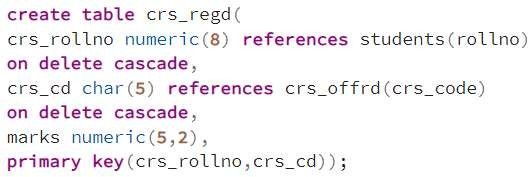 create table crs_regd(
crs_rollno numeric(8) references students(rollno)
on delete cascade,
crs_cd char(5) references crs_offrd(crs_code)
on delete cascade,
marks numeric(5,2),
primary key(crs_rollno,crs_cd));